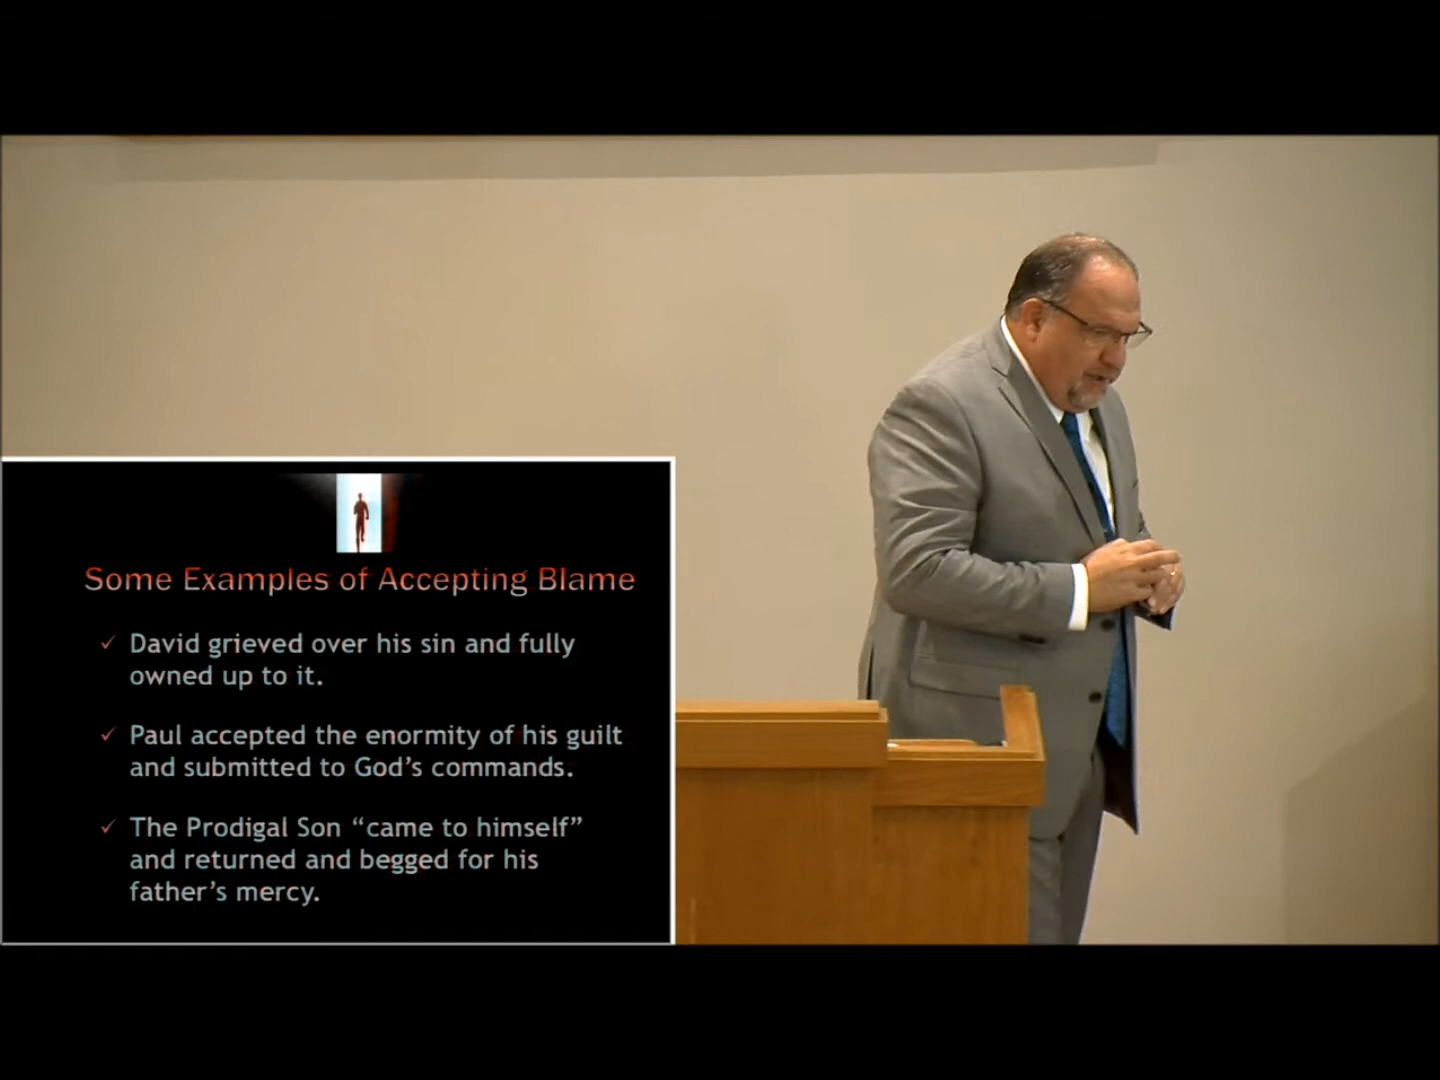 Some Examples of Accepting Blame
✓ David grieved over his sin and fully
owned up to it.
✓ Paul accepted the enormity of his guilt
and submitted to God’s commands.
✓ The Prodigal Son “came to himself”
and returned and begged for his
father’s mercy.